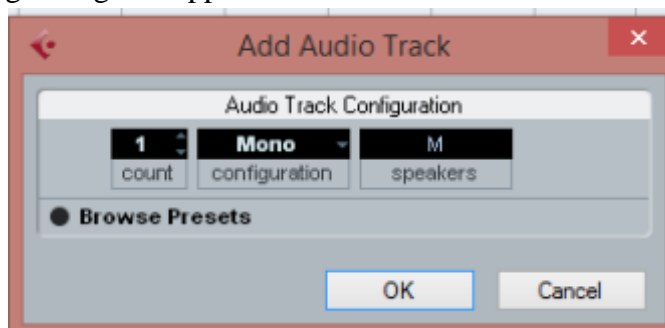 Add Audio Track
Audio Track Configuration
1 Mono M
count configuration speakers
Browse Presets
OK Cancel